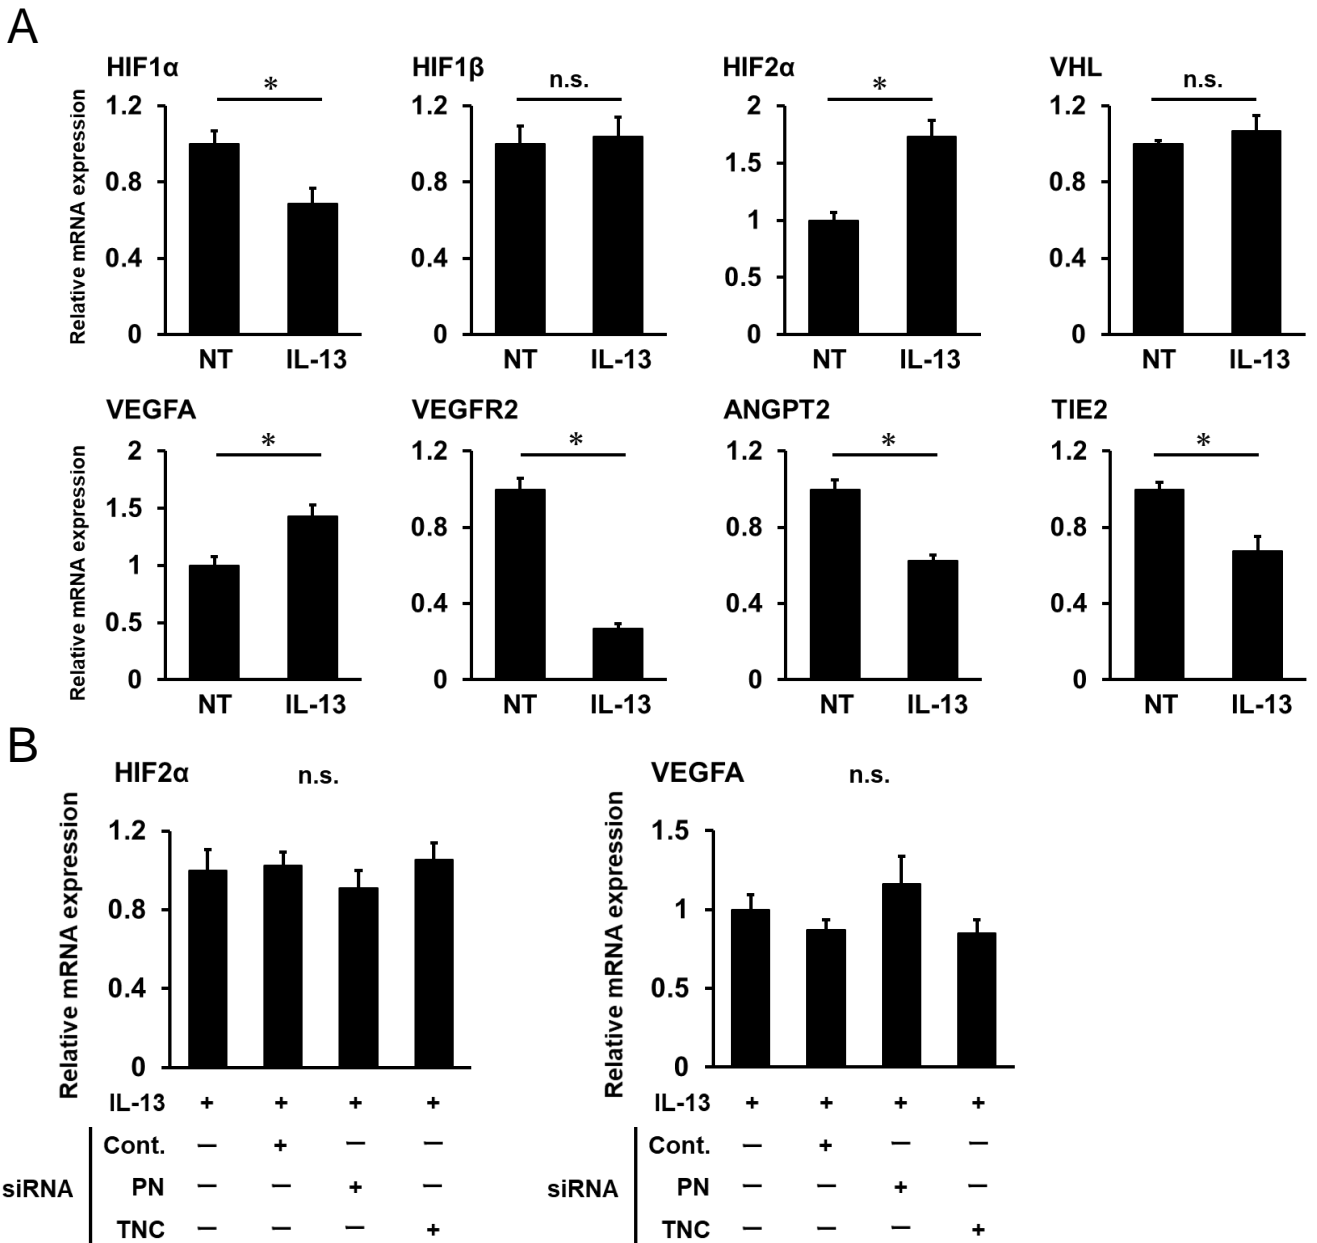 A
HIF1α
*
HIF1β
n.s.
HIF2α
*
VHL
n.s.
Relative mRNA expression
1.2
0.8
0.4
0
NT IL-13
1.2
0.8
0.4
0
NT IL-13
2
1.5
1
0.5
0
NT IL-13
1.2
0.8
0.4
0
NT IL-13
VEGFA
*
VEGFR2
*
ANGPT2
*
TIE2
*
Relative mRNA expression
2
1.5
1
0.5
0
NT IL-13
1.2
0.8
0.4
0
NT IL-13
1.2
0.8
0.4
0
NT IL-13
1.2
0.8
0.4
0
NT IL-13
B
HIF2α n.s.
Relative mRNA expression
1.2
0.8
0.4
0
IL-13 + + + +
siRNA
Cont. — + — —
PN — — + —
TNC — — — +
VEGFA n.s.
Relative mRNA expression
1.5
1
0.5
0
IL-13 + + + +
siRNA
Cont. — + — —
PN — — + —
TNC — — — +